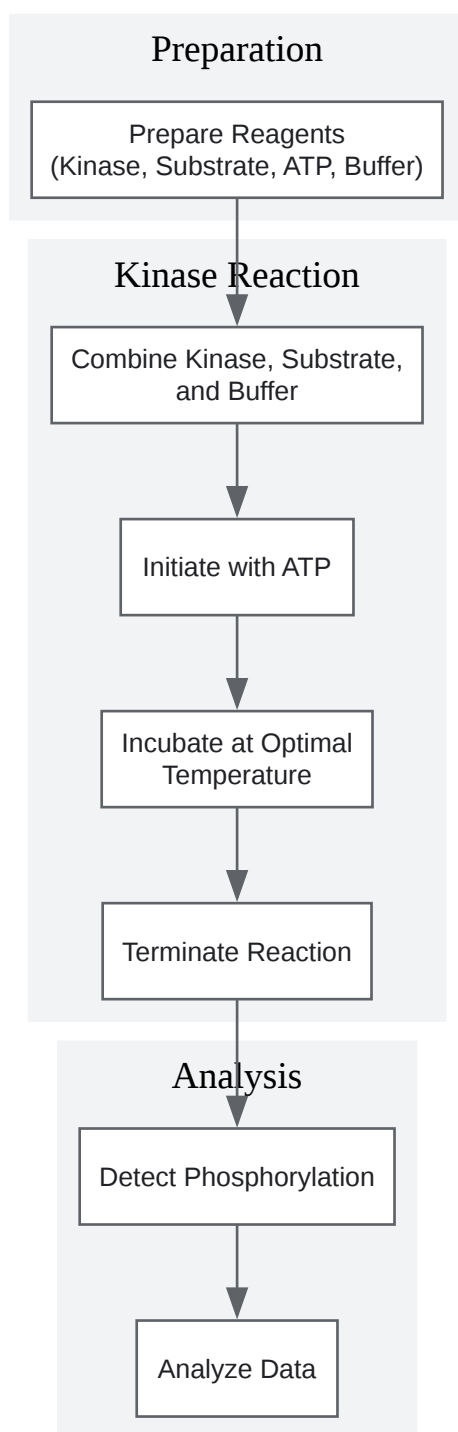 Preparation
Prepare Reagents
(Kinase, Substrate, ATP, Buffer)
Kinase Reaction
Combine Kinase, Substrate,
and Buffer
Initiate with ATP
Incubate at Optimal
Temperature
Terminate Reaction
Analysis
Detect Phosphorylation
Analyze Data